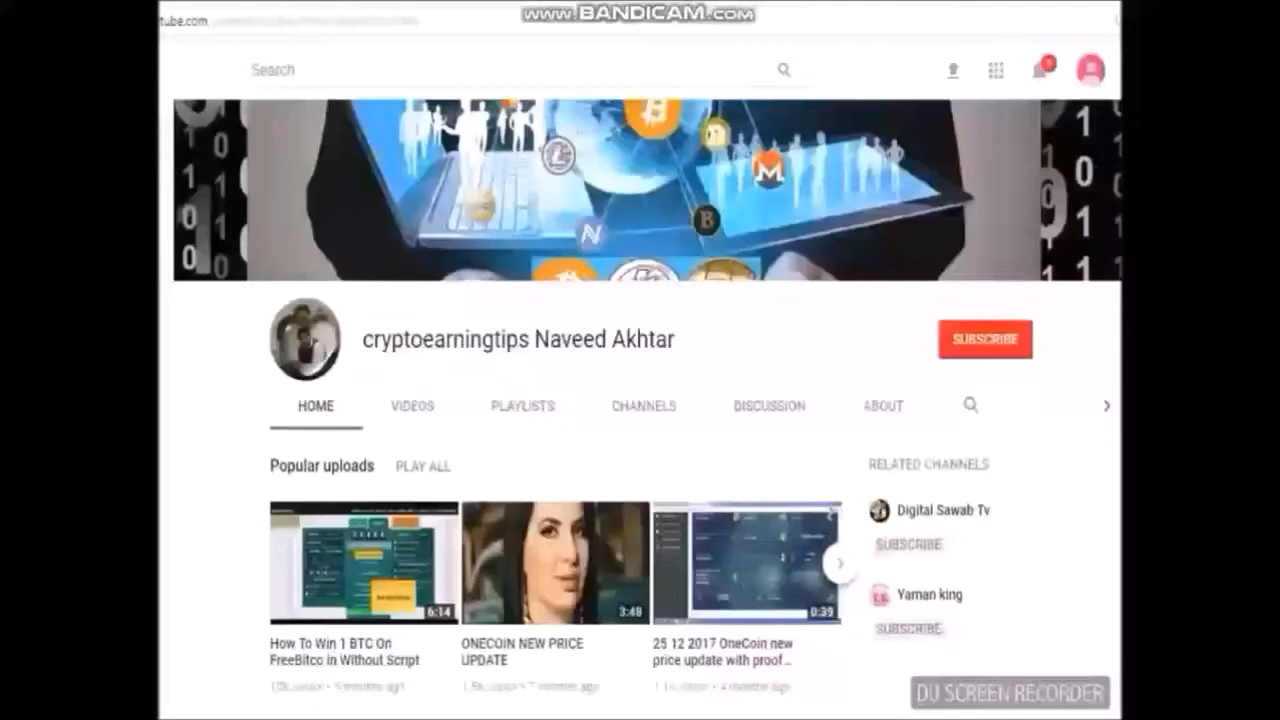 www.BANDICAM.com
tube.com
Search
cryptoearningtips Naveed Akhtar
SUBSCRIBE
HOME VIDEOS PLAYLISTS CHANNELS DISCUSSION ABOUT
Popular uploads PLAY ALL
RELATED CHANNELS
Digital Sawab Tv
SUBSCRIBE
Yaman king
SUBSCRIBE
6:14
3:48
0:39
How To Win 1 BTC On
FreeBitco in Without Script
ONECOIN NEW PRICE
UPDATE
25 12 2017 OneCoin new
price update with proof...
DU SCREEN RECORDER